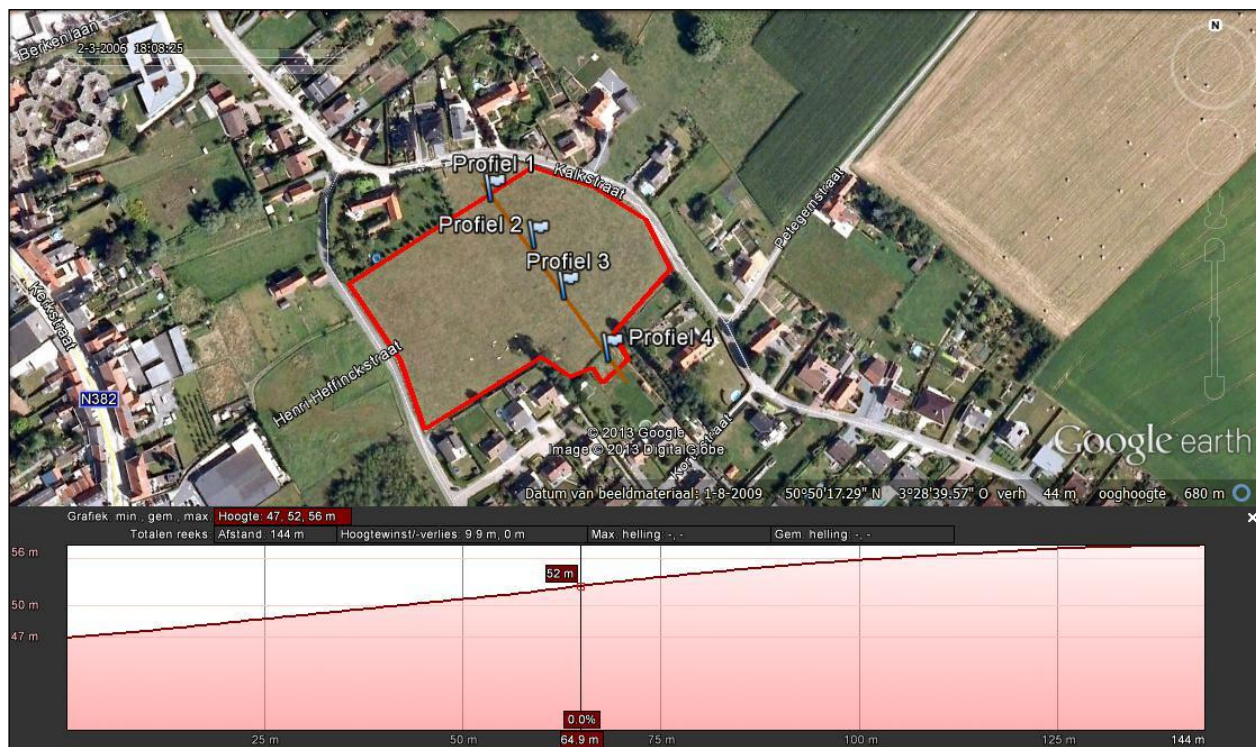 Berkenlaan
2-3-2006 18:08:25
N
Profiel 1
Kalkstraat
Profiel 2
Petegemstraat
Profiel 3
Kerkstraat
Profiel 4
Henri Heffinckstraat
N382
© 2013 Google
Image © 2013 DigitalGlobe
Google earth
Datum van beeldmateriaal: 1-8-2009 50°50'17.29" N 3°28'39.57" O verh 44 m ooghoogte 680 m
Grafiek: min., gem., max Hoogte: 47, 52, 56 m
Totalen reeks: Afstand: 144 m Hoogtewinst/-verlies: 9.9 m, 0 m Max. helling: -, - Gem. helling: -, -
56 m
52 m
50 m
47 m
0.0%
25 m 50 m 64.9 m 75 m 100 m 125 m 144 m